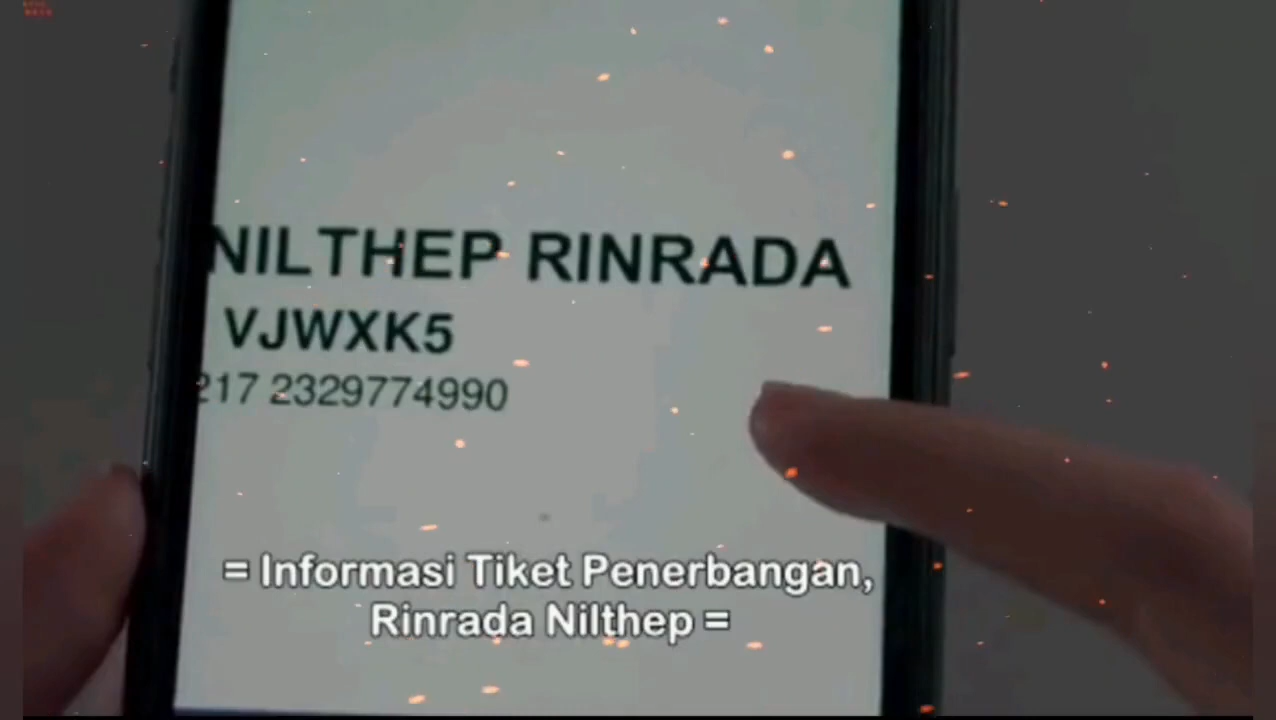 NILTHEP RINRADA
VJWXK5
217 2329774990
= Informasi Tiket Penerbangan,
Rinrada Nilthep =